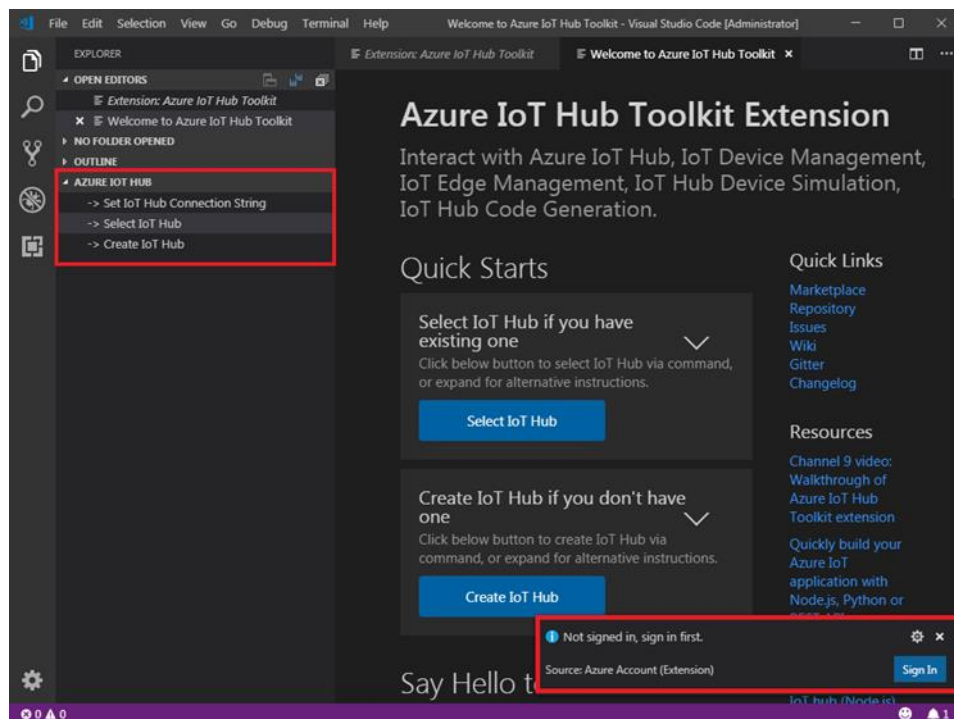 File Edit Selection View Go Debug Terminal Help
Welcome to Azure IoT Hub Toolkit - Visual Studio Code [Administrator]
EXPLORER
OPEN EDITORS
Extension: Azure IoT Hub Toolkit
Welcome to Azure IoT Hub Toolkit
NO FOLDER OPENED
OUTLINE
AZURE IOT HUB
-> Set IoT Hub Connection String
-> Select IoT Hub
-> Create IoT Hub
Extension: Azure IoT Hub Toolkit
Welcome to Azure IoT Hub Toolkit
Azure IoT Hub Toolkit Extension
Interact with Azure IoT Hub, IoT Device Management,
IoT Edge Management, IoT Hub Device Simulation,
IoT Hub Code Generation.
Quick Starts
Select IoT Hub if you have
existing one
Click below button to select IoT Hub via command,
or expand for alternative instructions.
Select IoT Hub
Create IoT Hub if you don't have
one
Click below button to create IoT Hub via
command, or expand for alternative instructions.
Create IoT Hub
Say Hello
Quick Links
Marketplace
Repository
Issues
Wiki
Gitter
Changelog
Resources
Channel 9 video:
Walkthrough of
Azure IoT Hub
Toolkit extension
Quickly build your
Azure IoT
application with
Node.js, Python or
Not signed in, sign in first.
Source: Azure Account (Extension)
Sign In
IoT hub (Node.js)
0 0
1